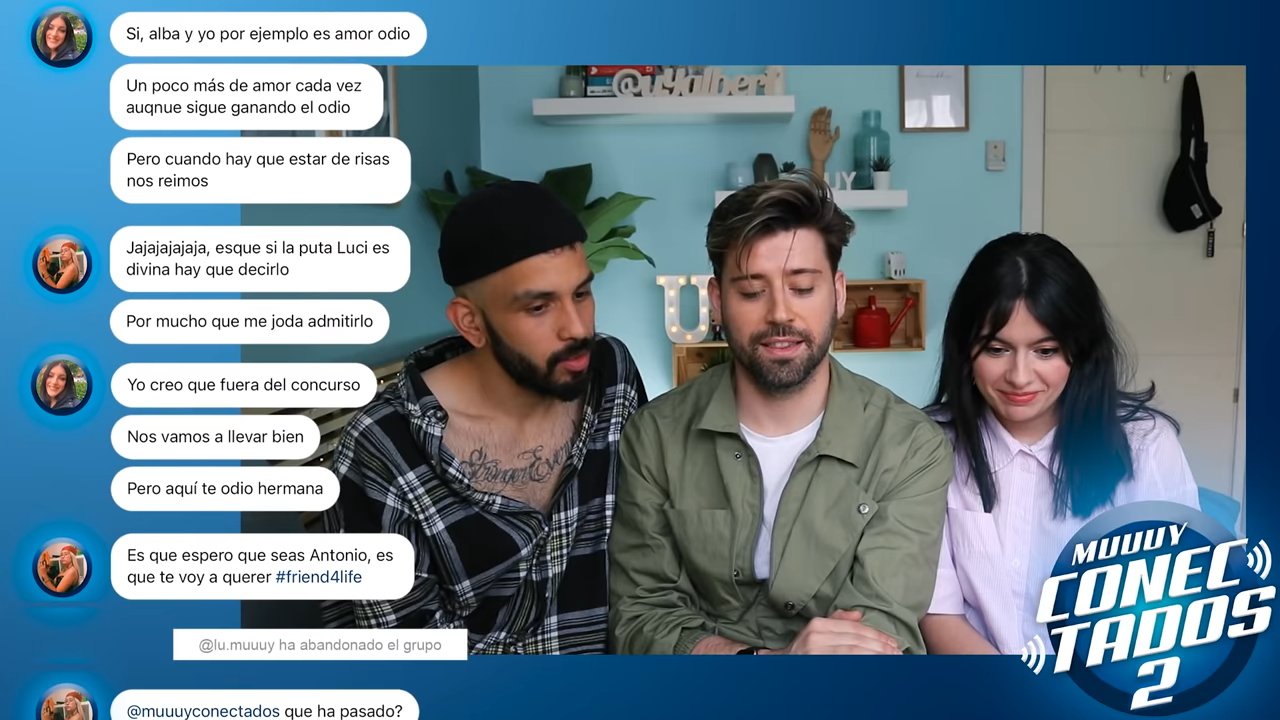 Si, alba y yo por ejemplo es amor odio
Un poco más de amor cada vez
auqnue sigue ganando el odio
Pero cuando hay que estar de risas
nos reimos
Jajajajajaja, esque si la puta Luci es
divina hay que decirlo
Por mucho que me joda admitirlo
Yo creo que fuera del concurso
Nos vamos a llevar bien
Pero aquí te odio hermana
Es que espero que seas Antonio, es
que te voy a querer #friend4life
@lu.muuuy ha abandonado el grupo
@muuuyconectados que ha pasado?
@uyalbert
UY
U
MUUUY
CONEC
TADOS
2